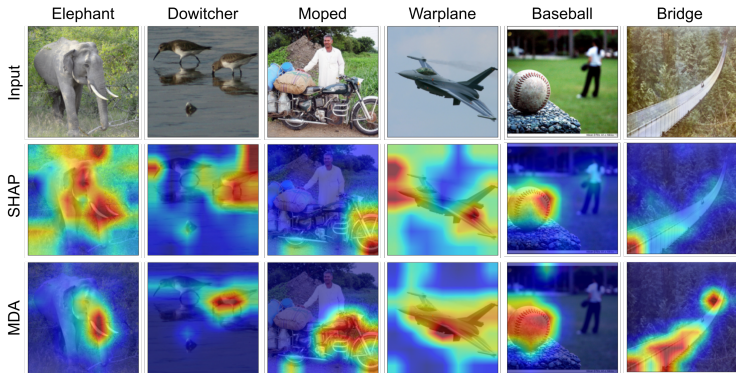 Elephant Dowitcher Moped Warplane Baseball Bridge
Input
SHAP
MDA